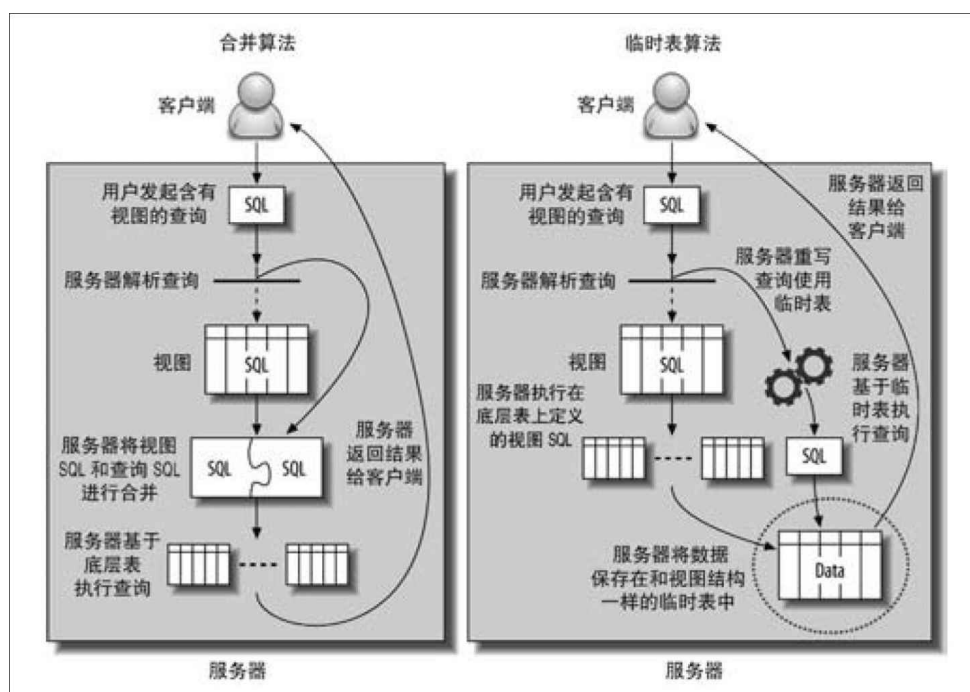 合并算法
客户端
用户发起含有
视图的查询
SQL
服务器解析查询
视图
SQL
服务器将视图
SQL 和查询 SQL
进行合并
SQL
SQL
服务器
返回结果
给客户端
服务器基于
底层表
执行查询
服务器
临时表算法
客户端
用户发起含有
视图的查询
SQL
服务器返回
结果给
客户端
服务器解析查询
服务器重写
查询使用
临时表
视图
SQL
服务器
基于临
时表执
行查询
服务器执行在
底层表上定义
的视图 SQL
SQL
服务器将数据
保存在和视图结构
一样的临时表中
Data
服务器